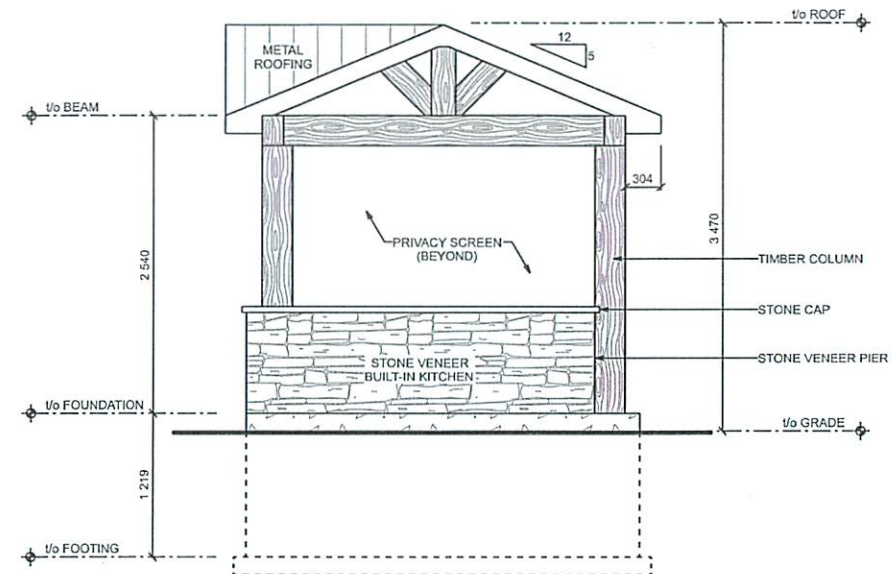 t/o ROOF
12
5
METAL
ROOFING
t/o BEAM
304
3 470
2 540
PRIVACY SCREEN
(BEYOND)
TIMBER COLUMN
STONE CAP
STONE VENEER
BUILT-IN KITCHEN
STONE VENEER PIER
t/o FOUNDATION
t/o GRADE
1 219
t/o FOOTING